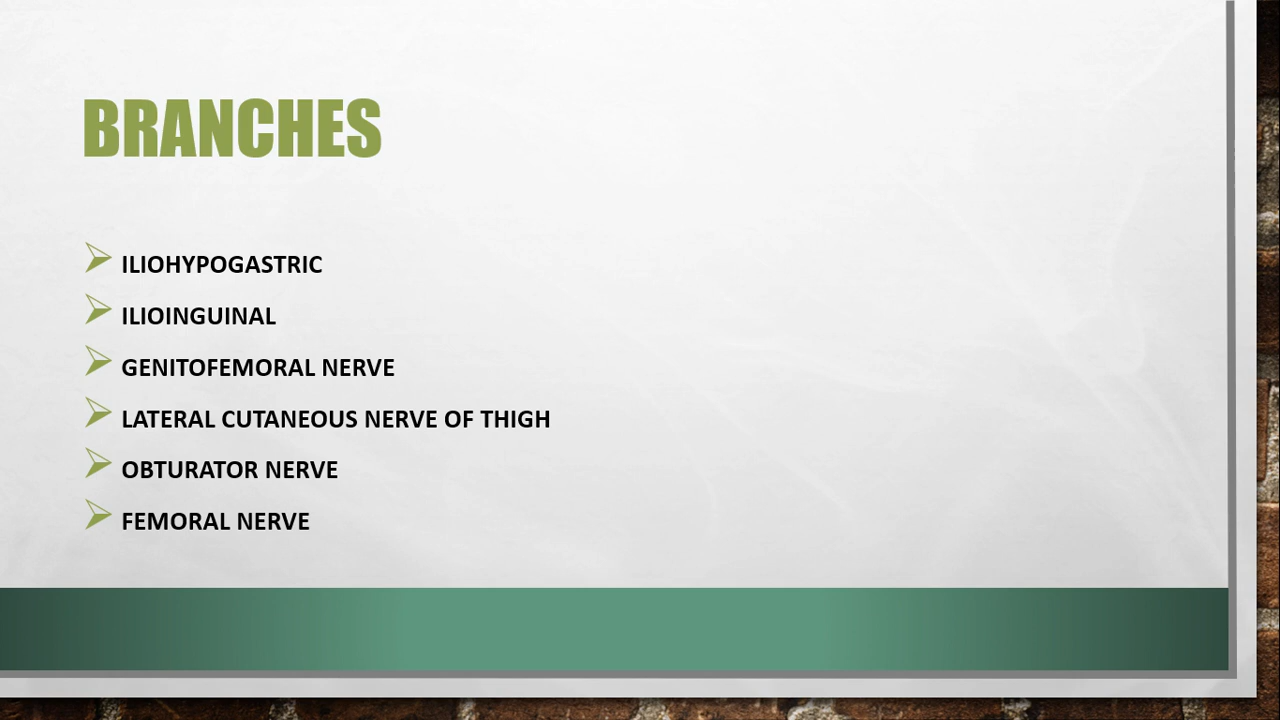 BRANCHES
ILIOHYPOGASTRIC
ILIOINGUINAL
GENITOFEMORAL NERVE
LATERAL CUTANEOUS NERVE OF THIGH
OBTURATOR NERVE
FEMORAL NERVE